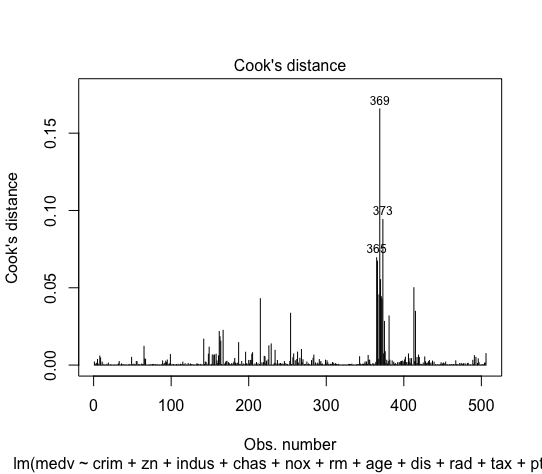 Cook's distance
369
373
365
Cook's distance
0.15
0.10
0.05
0.00
0 100 200 300 400 500
Obs. number
lm(medv ~ crim + zn + indus + chas + nox + rm + age + dis + rad + tax + pt